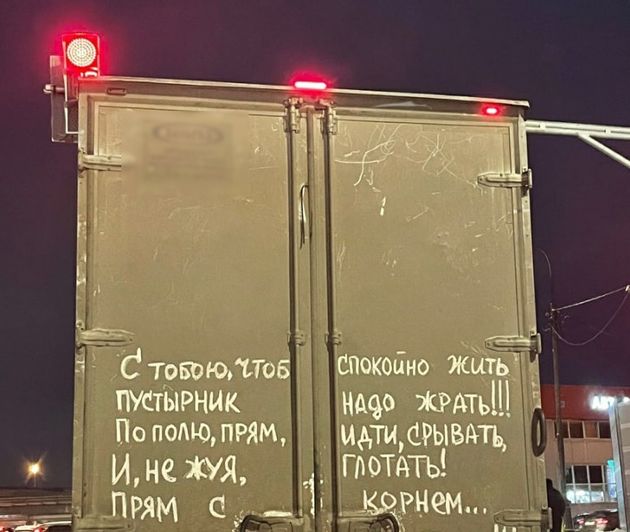 С тобою, чтоб спокойно жить
пустырник надо жрать!!!
По полю, прям, идти, срывать,
И, не жуя, глотать!
прям с корнем...